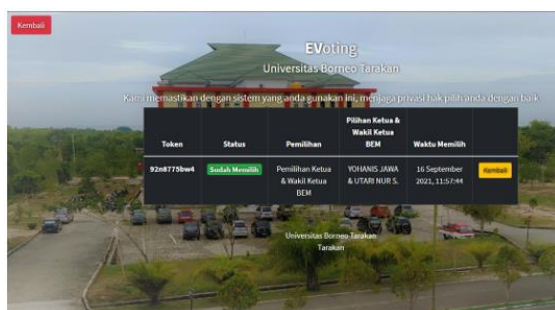 Kembali
EVoting
Universitas Borneo Tarakan
Kami memastikan dengan sistem yang anda gunakan ini, menjaga privasi hak pilih anda dengan baik
Pilihan Ketua &
Wakil Ketua
Token Status Pemilihan BEM Waktu Memilih
92n8775bw4 Sudah Memilih Pemilihan Ketua YOHANIS JAWA 16 September Kembali
& Wakil Ketua & UTARI NUR S. 2021, 11:57:44
BEM
Universitas Borneo Tarakan
Tarakan